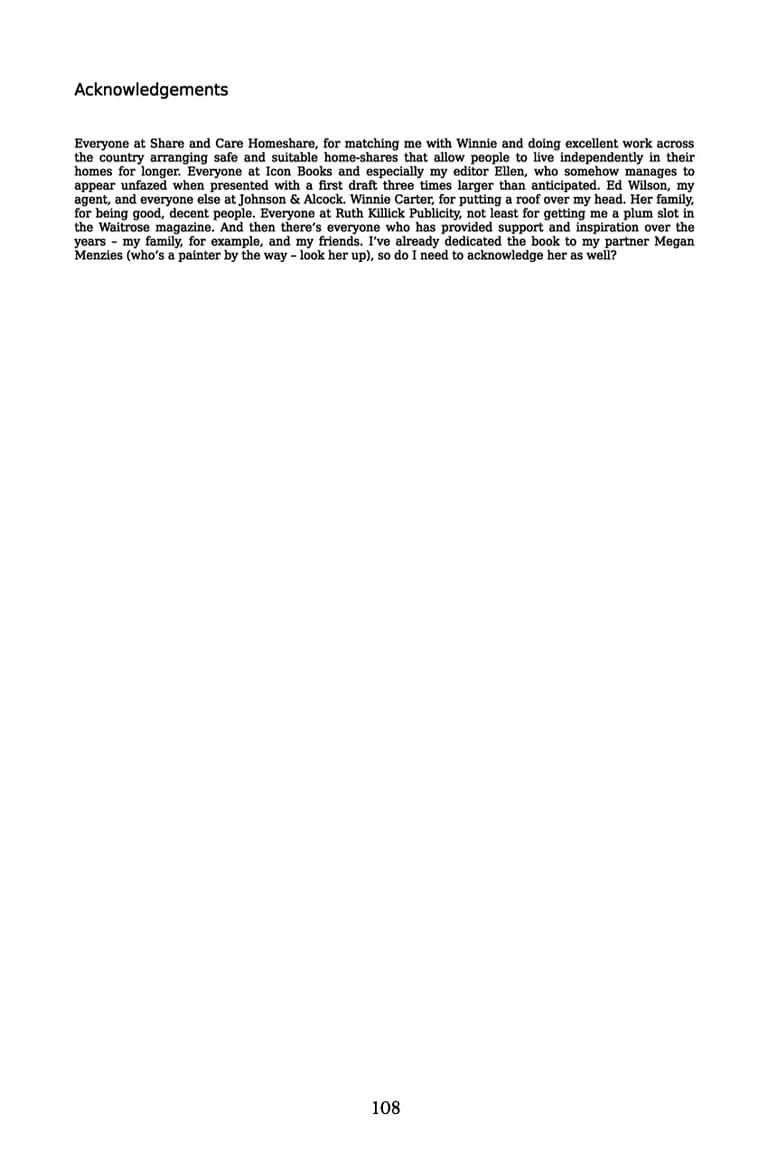 Acknowledgements
Everyone at Share and Care Homeshare, for matching me with Winnie and doing excellent work across
the country arranging safe and suitable home-shares that allow people to live independently in their
homes for longer. Everyone at Icon Books and especially my editor Ellen, who somehow manages to
appear unfazed when presented with a first draft three times larger than anticipated. Ed Wilson, my
agent, and everyone else at Johnson & Alcock. Winnie Carter, for putting a roof over my head. Her family,
for being good, decent people. Everyone at Ruth Killick Publicity, not least for getting me a plum slot in
the Waitrose magazine. And then there’s everyone who has provided support and inspiration over the
years – my family, for example, and my friends. I’ve already dedicated the book to my partner Megan
Menzies (who’s a painter by the way – look her up), so do I need to acknowledge her as well?
108